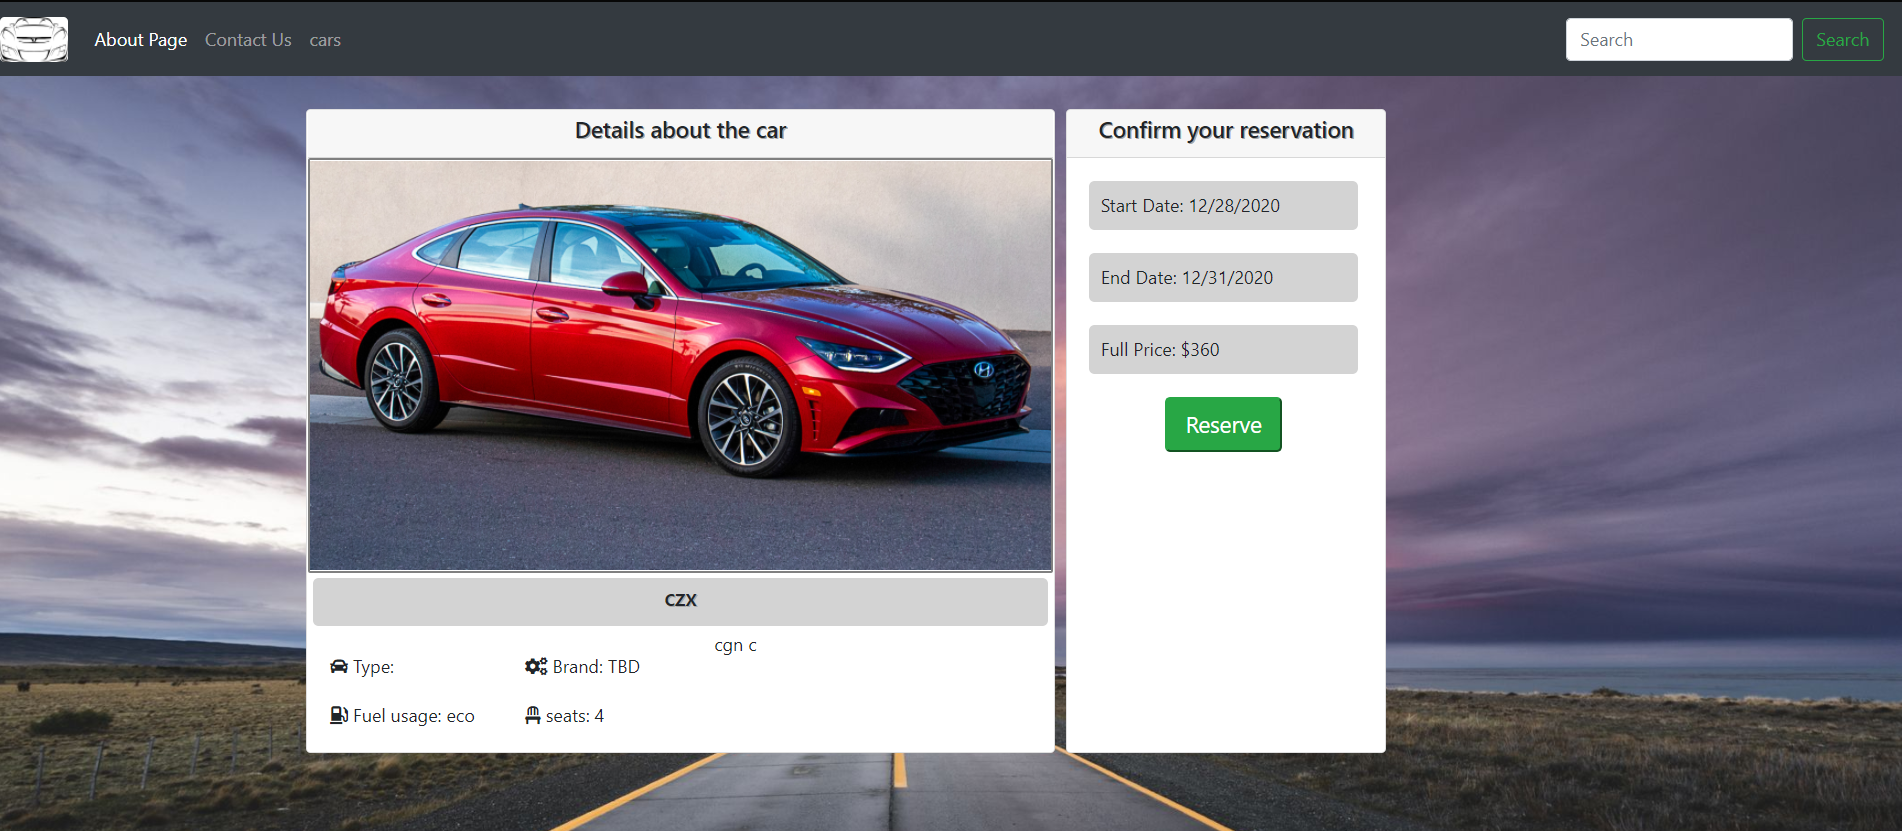 About Page
Contact Us
cars
Search
Search
Details about the car
CZX
cgn c
Type:
Brand: TBD
Fuel usage: eco
seats: 4
Confirm your reservation
Start Date: 12/28/2020
End Date: 12/31/2020
Full Price: $360
Reserve